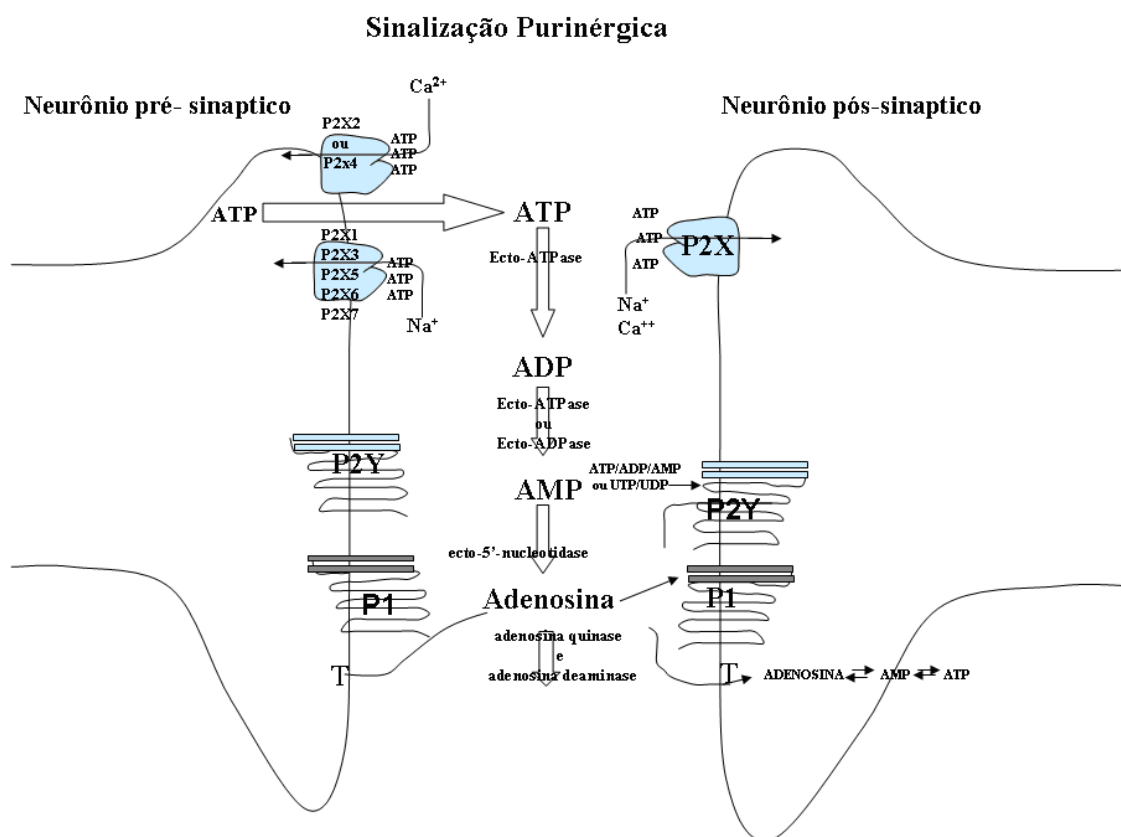 Sinalização Purinérgica
Ca²⁺
Neurônio pré- sinaptico
Neurônio pós-sinaptico
P2X2
ou
P2x4
ATP
ATP
ATP
ATP
ATP
P2X1
P2X3
P2X5
P2X6
P2X7
ATP
ATP
ATP
Na⁺
Ecto-ATPase
ATP
ATP
ATP
P2X
Na⁺
Ca⁺⁺
ADP
Ecto-ATPase
ou
Ecto-ADPase
P2Y
AMP
ATP/ADP/AMP
ou UTP/UDP
P2Y
ecto-5'-nucleotidase
P1
Adenosina
P1
adenosina quinase
e
adenosina deaminase
T
T
ADENOSINA
AMP
ATP